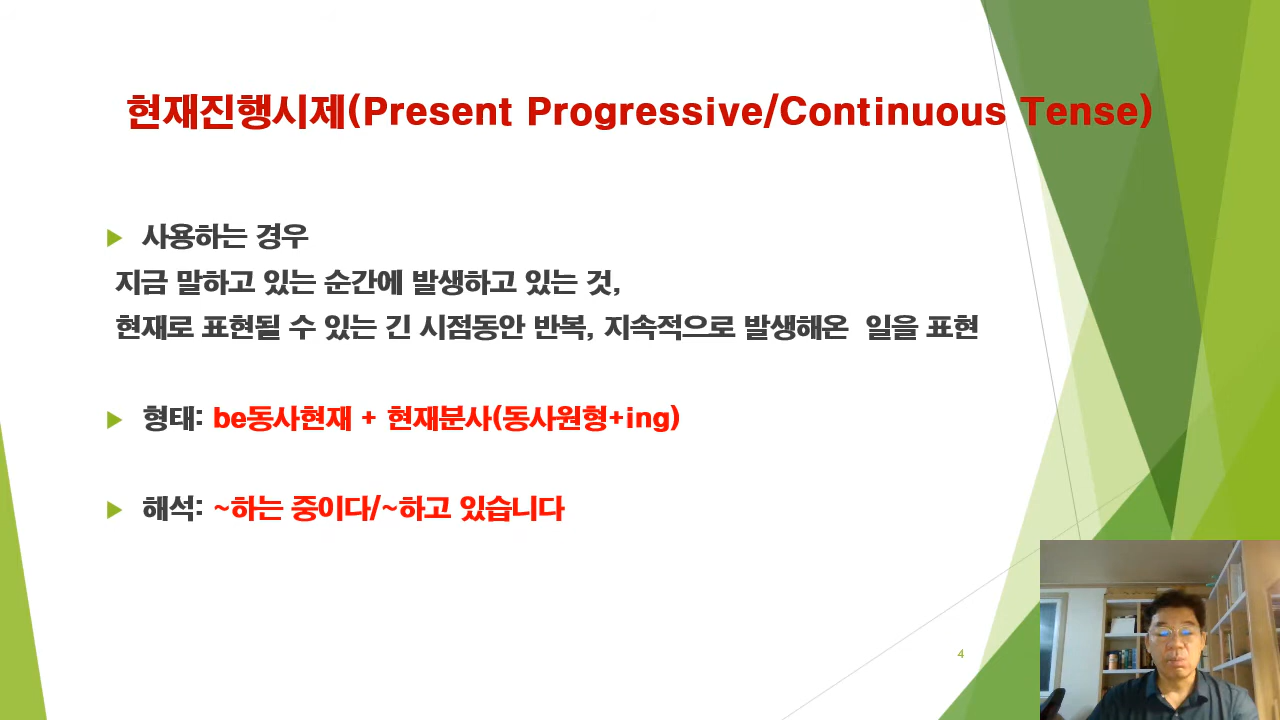 현재진행시제(Present Progressive/Continuous Tense)
사용하는 경우
지금 말하고 있는 순간에 발생하고 있는 것,
현재로 표현될 수 있는 긴 시점동안 반복, 지속적으로 발생해온 일을 표현
형태: be동사현재 + 현재분사(동사원형+ing)
해석: ~하는 중이다/~하고 있습니다
4